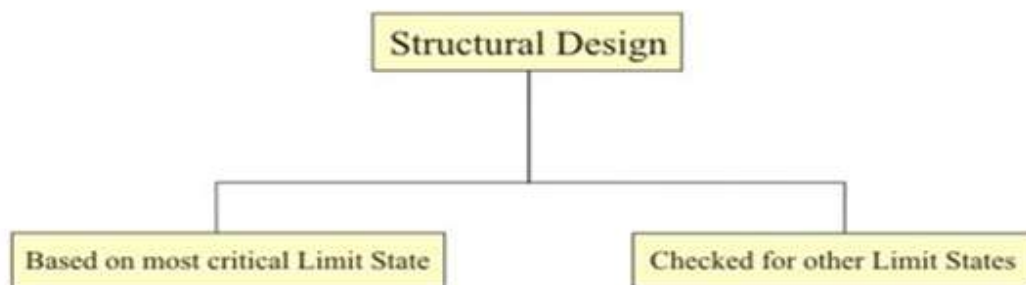 Structural Design
Based on most critical Limit State
Checked for other Limit States